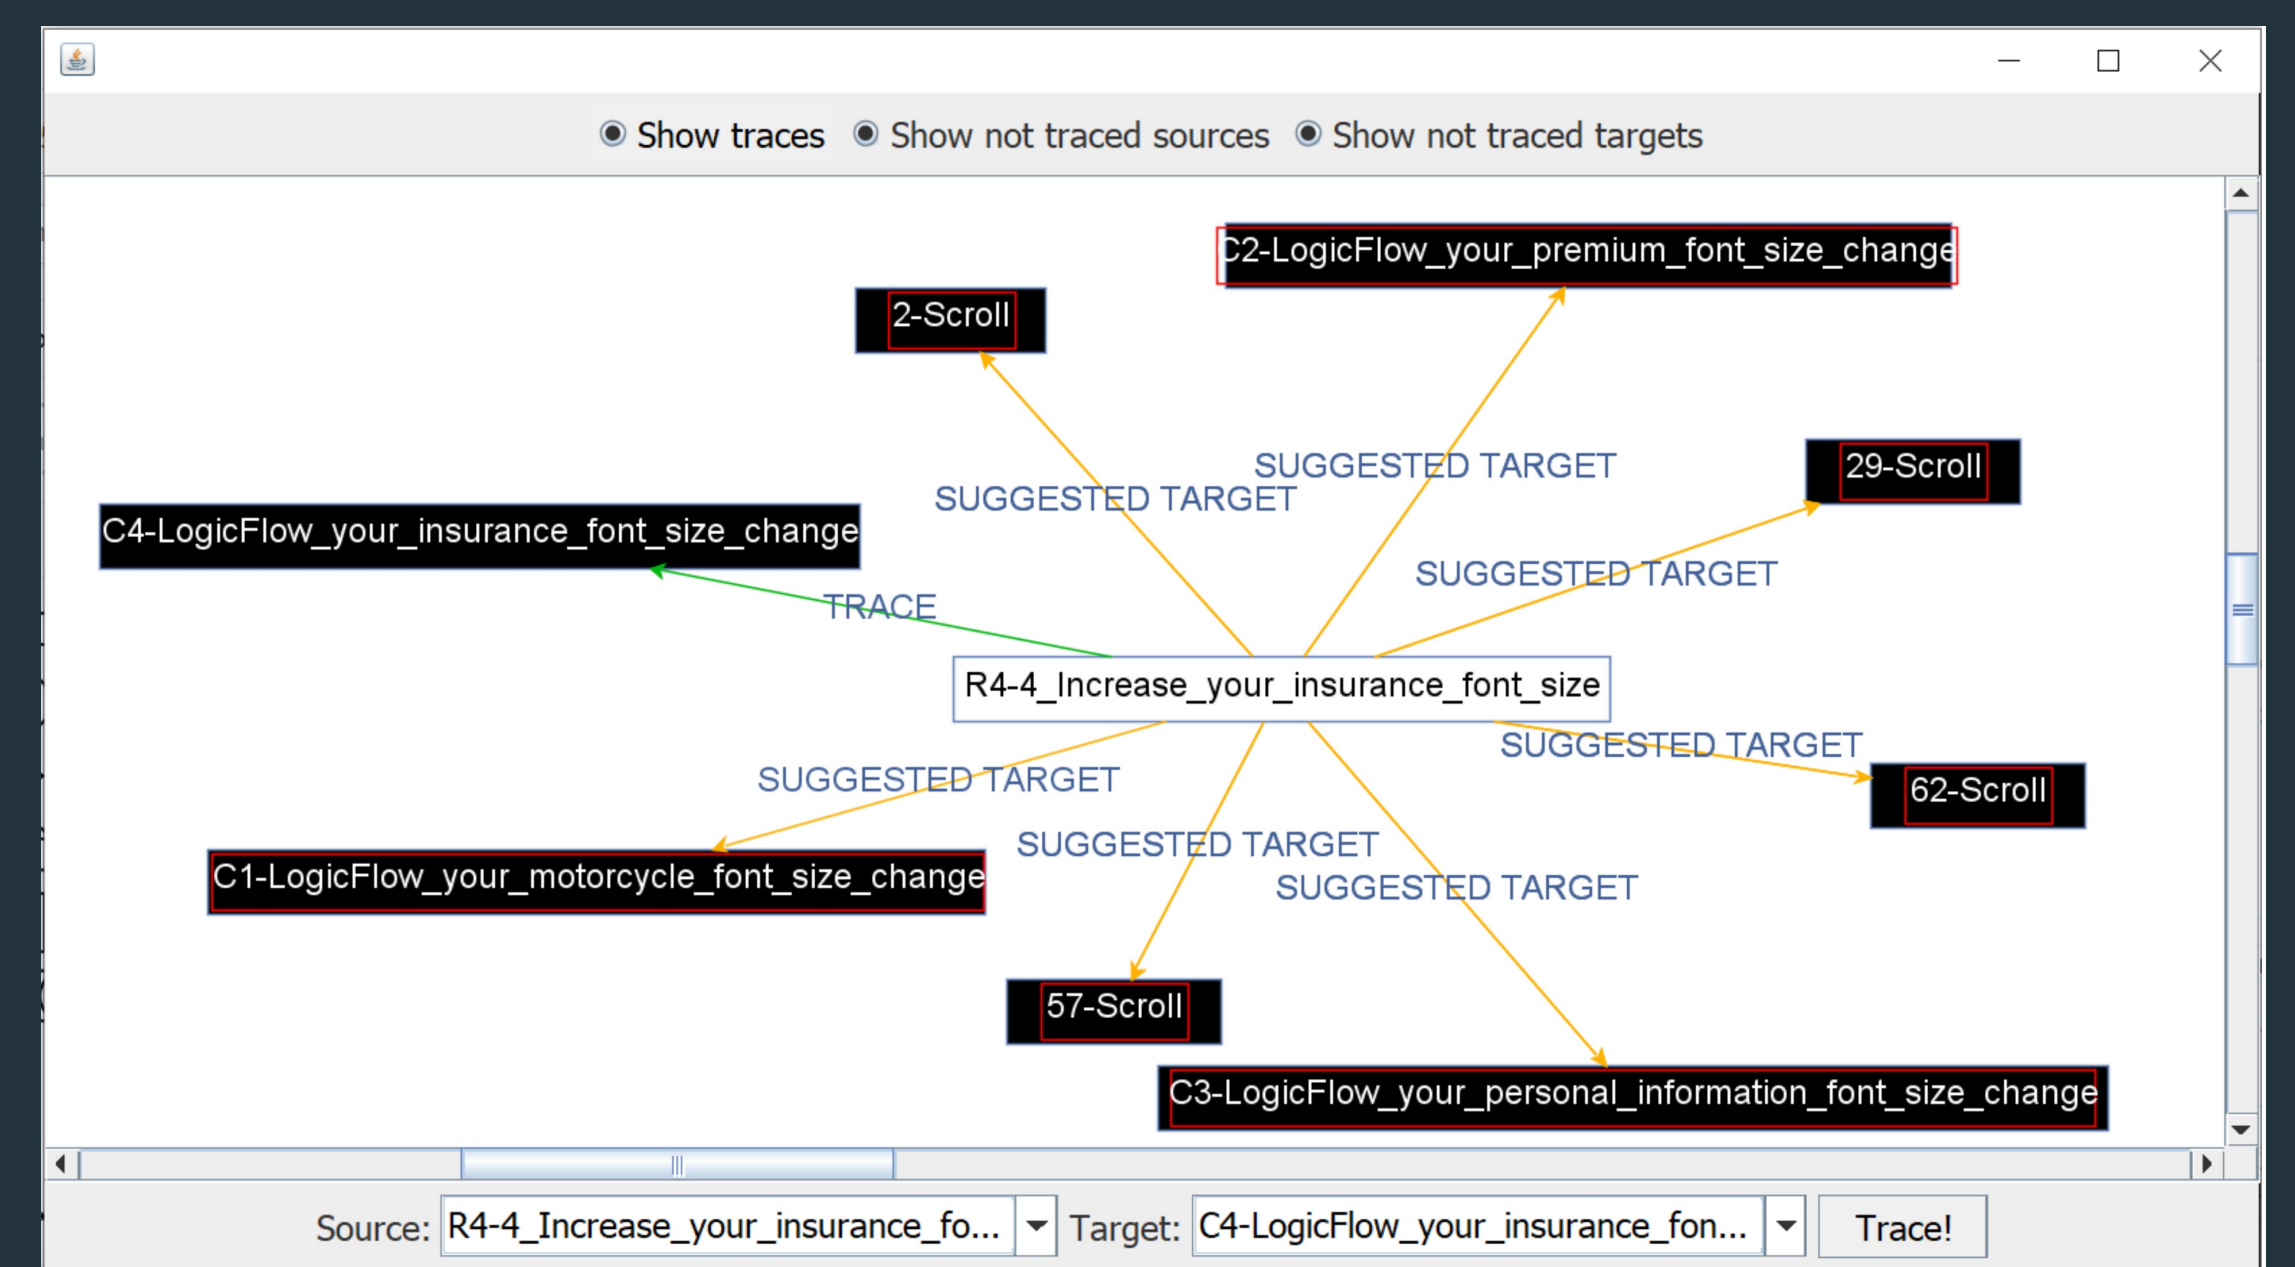 Show traces Show not traced sources Show not traced targets
C2-LogicFlow_your_premium_font_size_change
2-Scroll
SUGGESTED TARGET
29-Scroll
SUGGESTED TARGET
C4-LogicFlow_your_insurance_font_size_change
SUGGESTED TARGET
TRACE
R4-4_Increase_your_insurance_font_size
SUGGESTED TARGET
SUGGESTED TARGET
62-Scroll
SUGGESTED TARGET
C1-LogicFlow_your_motorcycle_font_size_change
SUGGESTED TARGET
57-Scroll
C3-LogicFlow_your_personal_information_font_size_change
Source: R4-4_Increase_your_insurance_fo... Target: C4-LogicFlow_your_insurance_fon... Trace!